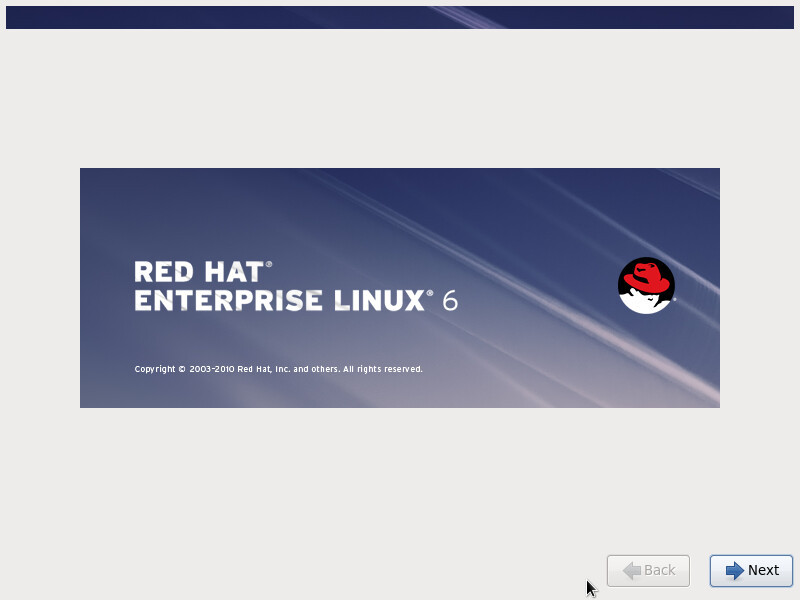 RED HAT®
ENTERPRISE LINUX® 6
Copyright © 2003-2010 Red Hat, Inc. and others. All rights reserved.
Back
Next